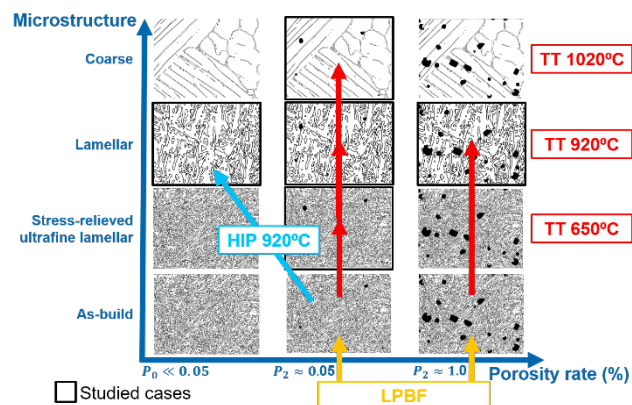 Microstructure
Coarse
TT 1020ºC
Lamellar
TT 920ºC
Stress-relieved
ultrafine lamellar
HIP 920ºC
TT 650ºC
As-build
P₀ ≪ 0.05
P₂ ≈ 0.05
P₂ ≈ 1.0
Porosity rate (%)
Studied cases
LPBF